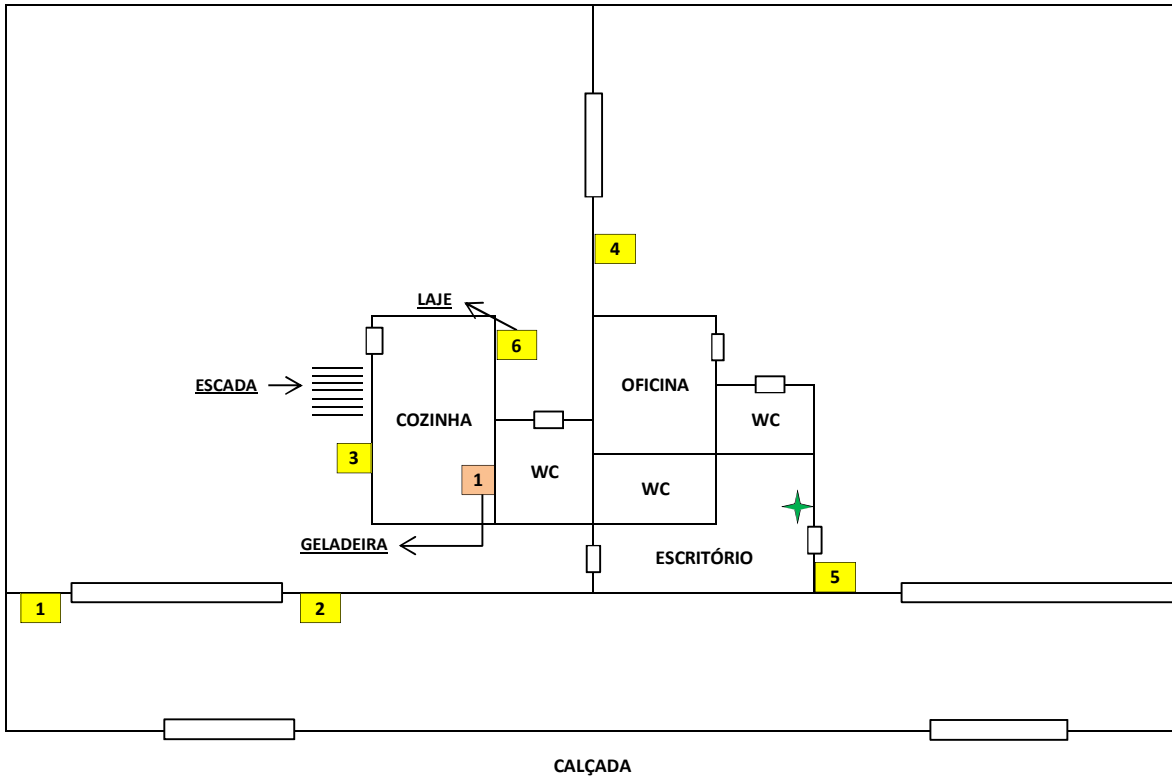 4
LAJE
6
ESCADA
OFICINA
COZINHA
WC
3
WC
1
WC
GELADEIRA
ESCRITÓRIO
5
1
2
CALÇADA